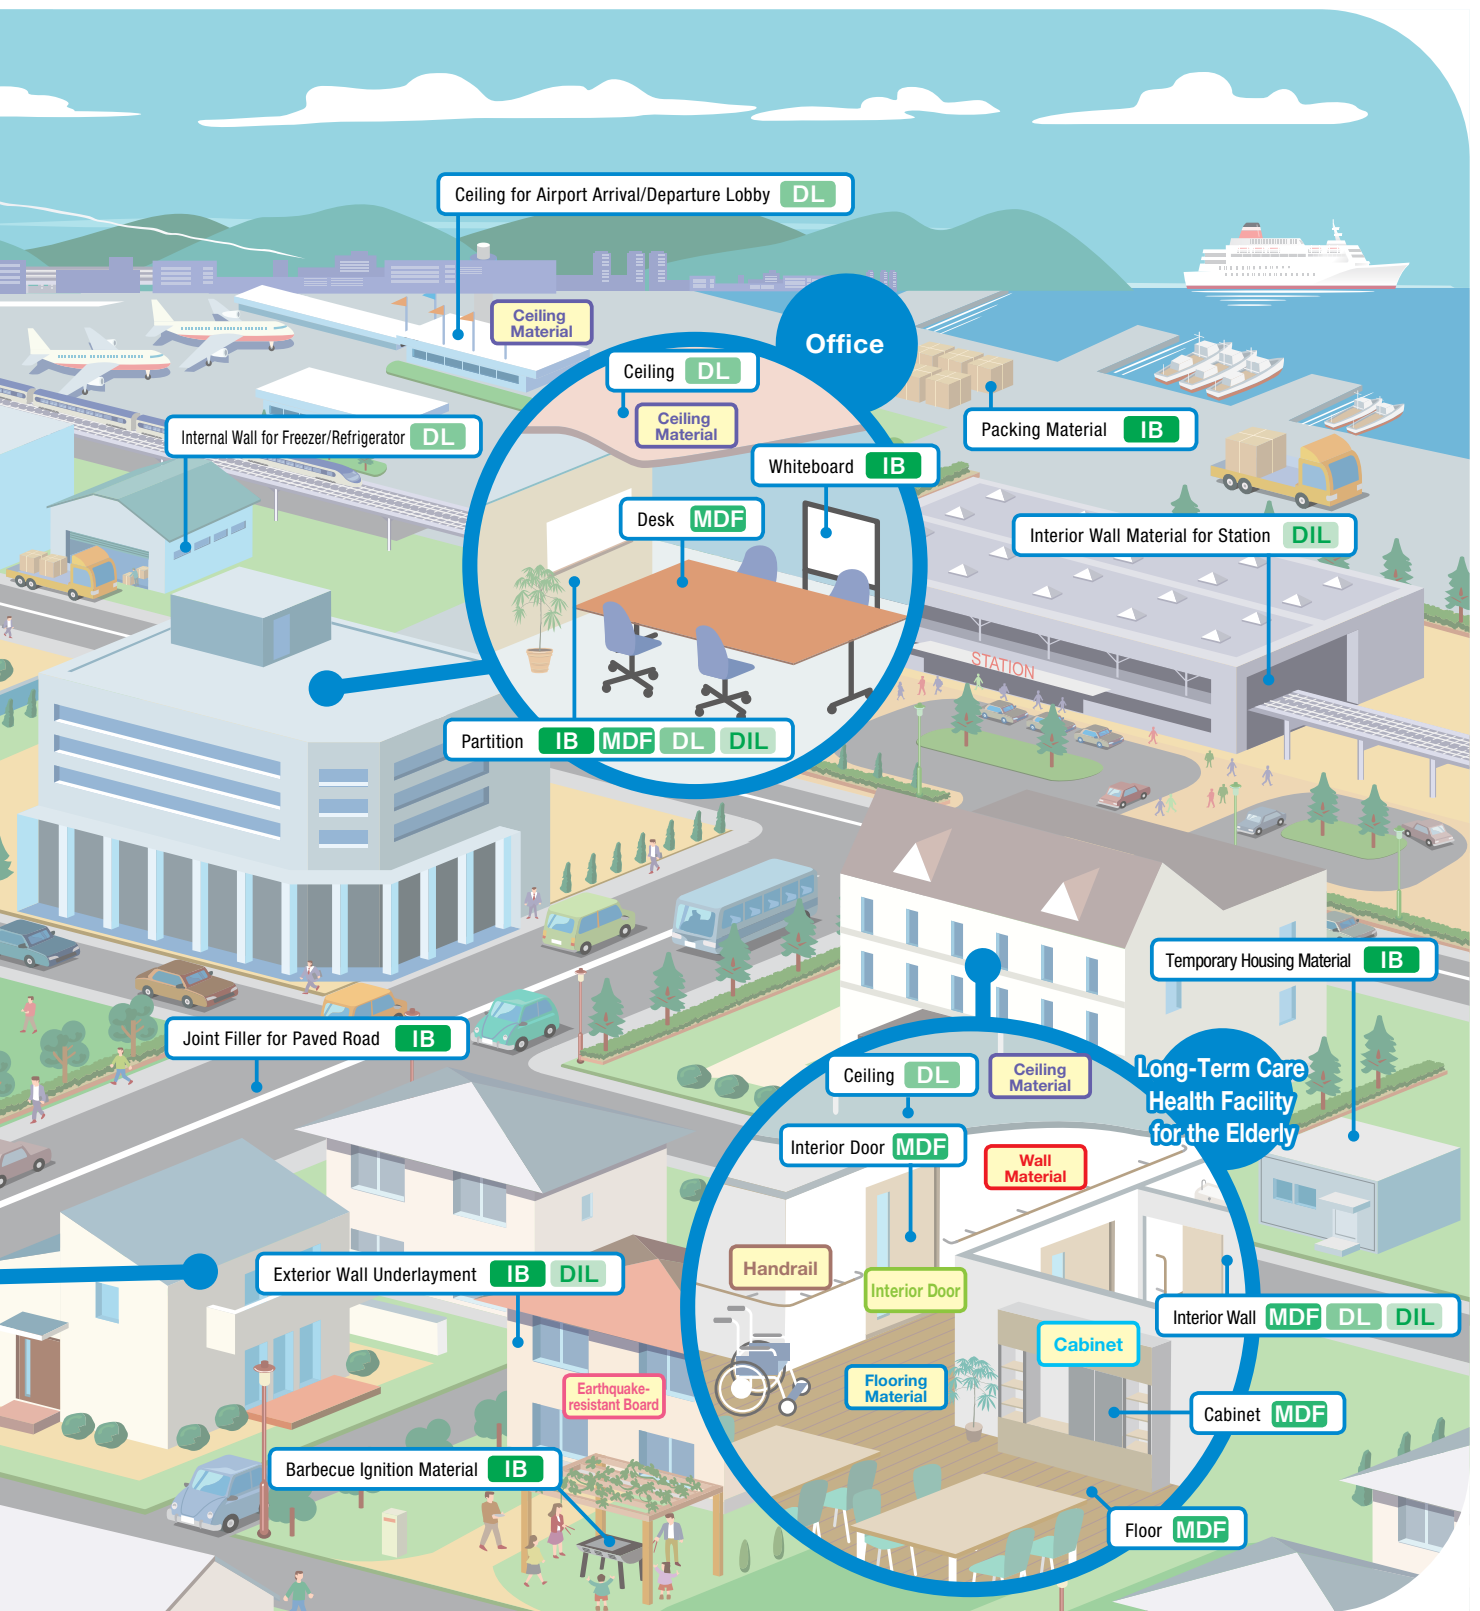 Ceiling for Airport Arrival/Departure Lobby DL
Ceiling
Material
Office
Ceiling DL
Ceiling
Material
Packing Material IB
Internal Wall for Freezer/Refrigerator DL
Whiteboard IB
Desk MDF
Interior Wall Material for Station DIL
STATION
Partition IB MDF DL DIL
Temporary Housing Material IB
Joint Filler for Paved Road IB
Ceiling DL
Ceiling
Material
Long-Term Care
Health Facility
for the Elderly
Interior Door MDF
Wall
Material
Handrail
Exterior Wall Underlayment IB DIL
Interior Door
Interior Wall MDF DL DIL
Cabinet
Earthquake-
resistant Board
Flooring
Material
Cabinet MDF
Barbecue Ignition Material IB
Floor MDF